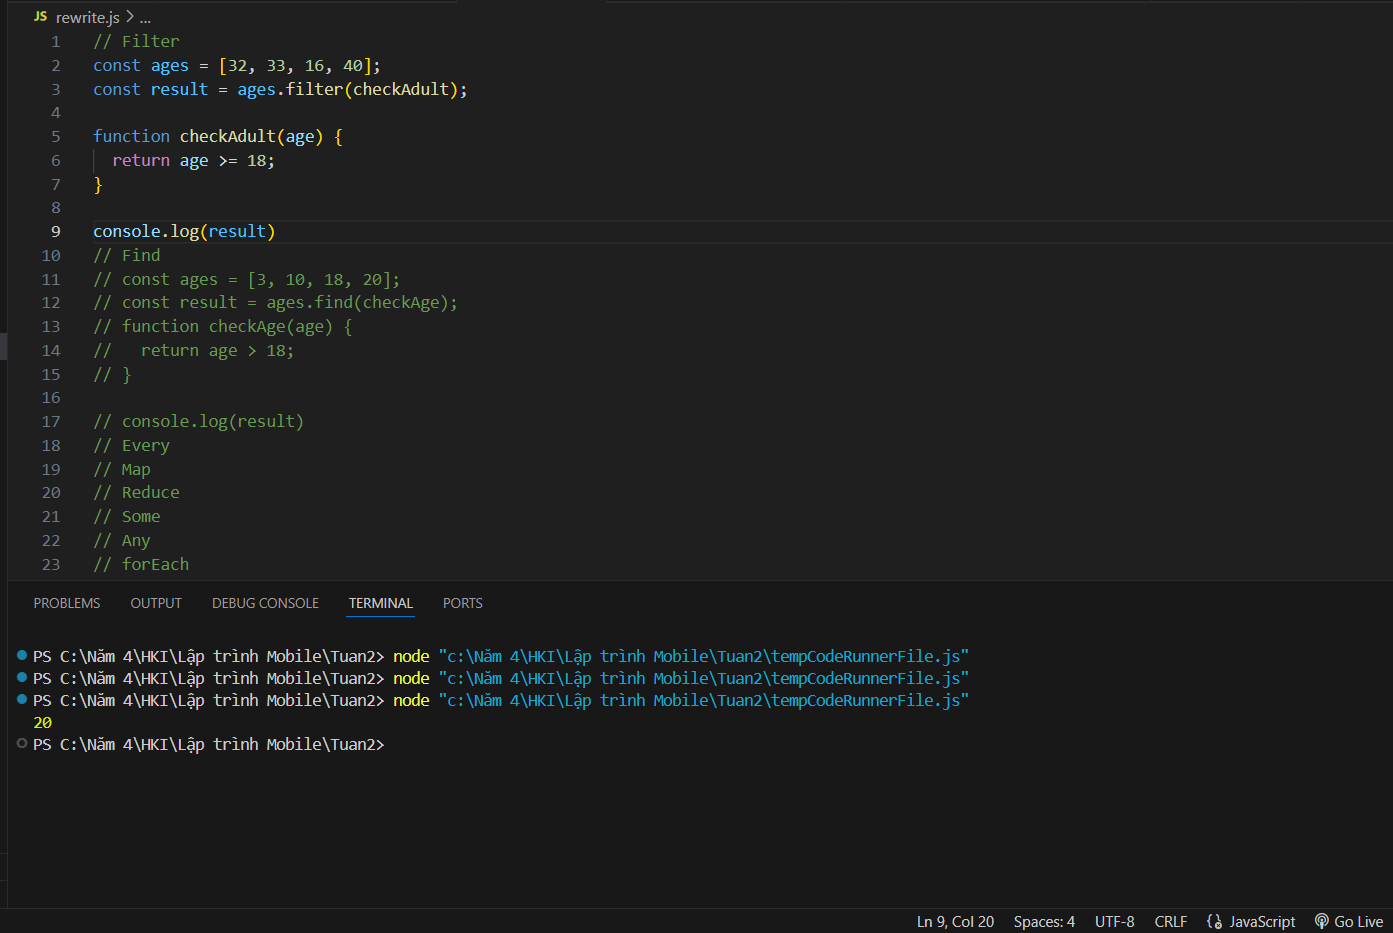 JS rewrite.js > ...
1 // Filter
2 const ages = [32, 33, 16, 40];
3 const result = ages.filter(checkAdult);
4
5 function checkAdult(age) {
6 return age >= 18;
7 }
8
9 console.log(result)
10 // Find
11 // const ages = [3, 10, 18, 20];
12 // const result = ages.find(checkAge);
13 // function checkAge(age) {
14 //   return age > 18;
15 // }
16
17 // console.log(result)
18 // Every
19 // Map
20 // Reduce
21 // Some
22 // Any
23 // forEach
PROBLEMS OUTPUT DEBUG CONSOLE TERMINAL PORTS
PS C:\Năm 4\HKI\Lập trình Mobile\Tuan2> node "c:\Năm 4\HKI\Lập trình Mobile\Tuan2\tempCodeRunnerFile.js"
PS C:\Năm 4\HKI\Lập trình Mobile\Tuan2> node "c:\Năm 4\HKI\Lập trình Mobile\Tuan2\tempCodeRunnerFile.js"
PS C:\Năm 4\HKI\Lập trình Mobile\Tuan2> node "c:\Năm 4\HKI\Lập trình Mobile\Tuan2\tempCodeRunnerFile.js"
20
PS C:\Năm 4\HKI\Lập trình Mobile\Tuan2>
Ln 9, Col 20 Spaces: 4 UTF-8 CRLF JavaScript Go Live